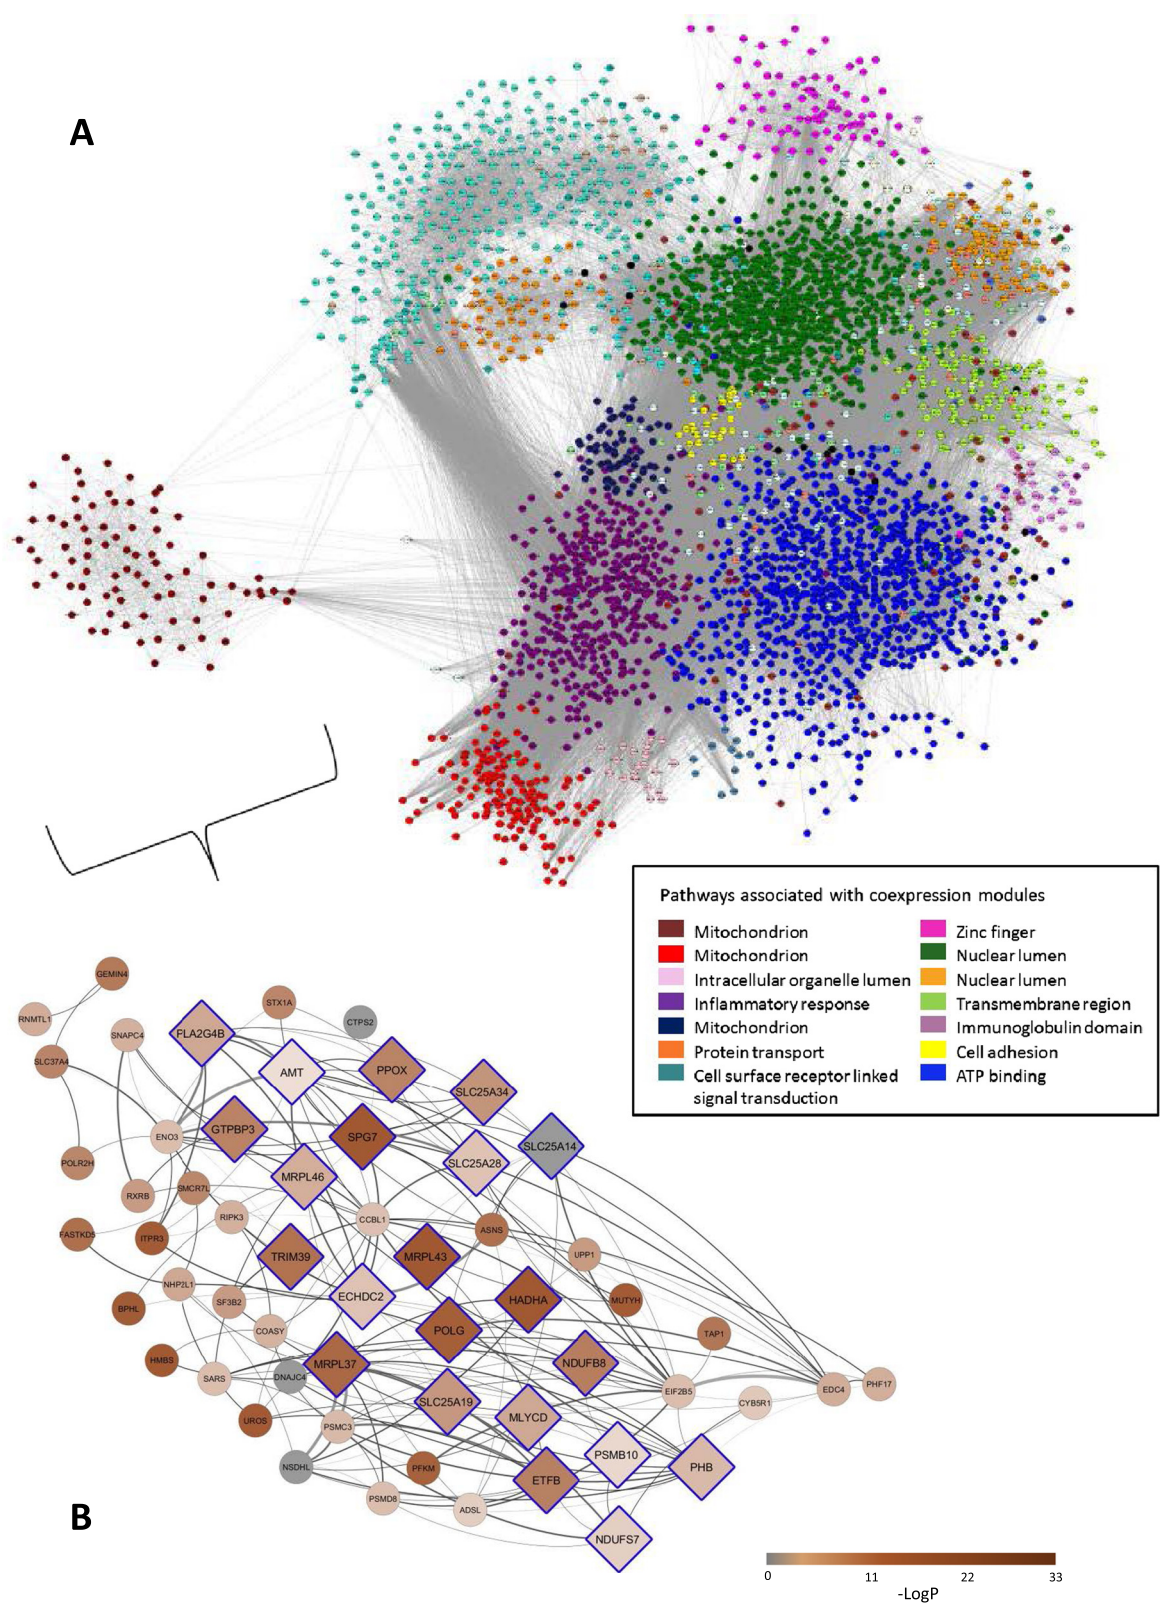 A
Pathways associated with coexpression modules
Mitochondrion
Mitochondrion
Intracellular organelle lumen
Inflammatory response
Mitochondrion
Protein transport
Cell surface receptor linked
signal transduction
Zinc finger
Nuclear lumen
Nuclear lumen
Transmembrane region
Immunoglobulin domain
Cell adhesion
ATP binding
GEMIN4
RNMTL1
STX1A
CTPS2
SNAPC4
FLA2G4B
SLC37A4
AMT
PPOX
SLC25A34
GTPBP3
SPG7
ENO3
SLC25A14
POLR2H
SLC25A28
MRPL46
RXRB
SMCR7L
RIPK3
CCBL1
ASNS
FASTKD5
ITPR3
TRIM39
MRPL43
UPP1
NHP2L1
ECHDC2
HADHA
MUTYH
BPHL
SF3B2
COASY
POLG
TAP1
HMBS
MRPL37
NDUFB8
SARS
DNAJC4
EIF2B5
EDC4
PHF17
CYB5R1
SLC25A19
MLYCD
UROS
PSMC3
PSMB10
PHB
NSDHL
PFKM
ETFB
PSMD8
ADSL
NDUFS7
B
0 11 22 33
-LogP